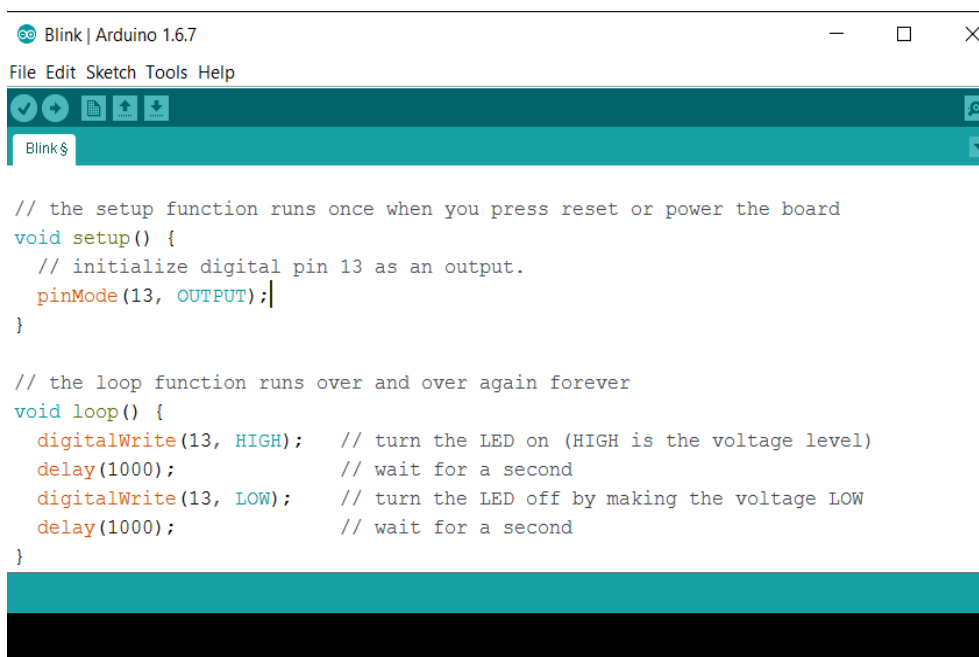 Blink | Arduino 1.6.7
File Edit Sketch Tools Help
Blink §
// the setup function runs once when you press reset or power the board
void setup() {
  // initialize digital pin 13 as an output.
  pinMode(13, OUTPUT);
}
// the loop function runs over and over again forever
void loop() {
  digitalWrite(13, HIGH);   // turn the LED on (HIGH is the voltage level)
  delay(1000);              // wait for a second
  digitalWrite(13, LOW);    // turn the LED off by making the voltage LOW
  delay(1000);              // wait for a second
}